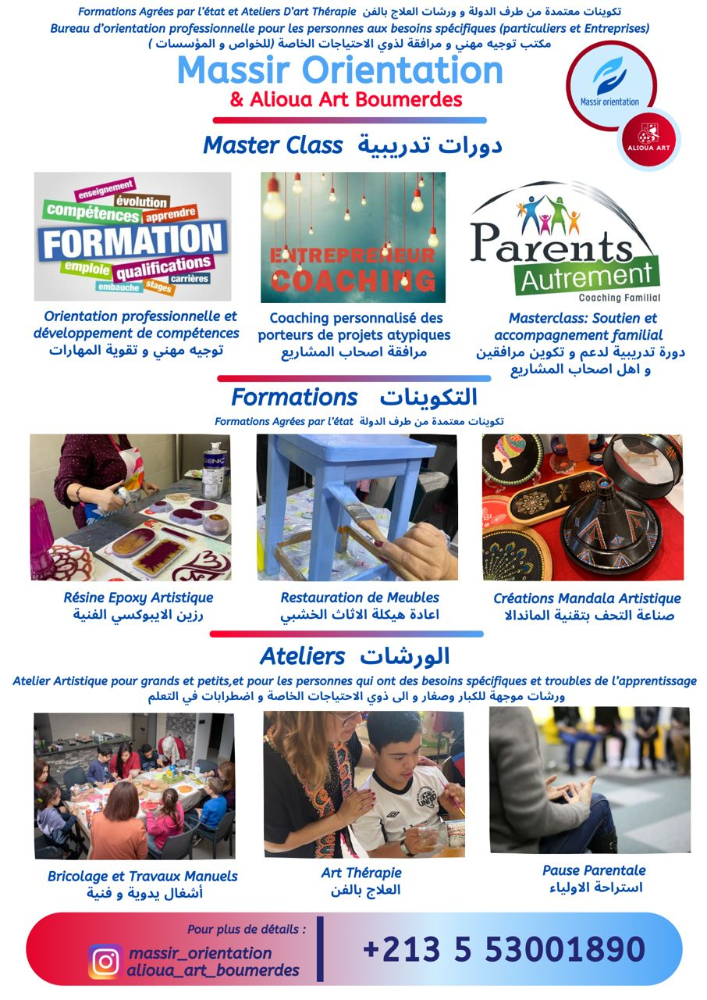 Formations Agrées par l'état et Ateliers D'art Thérapie تكوينات معتمدة من طرف الدولة و ورشات العلاج بالفن
Bureau d'orientation professionnelle pour les personnes aux besoins spécifiques (particuliers et Entreprises)
مكتب توجيه مهني و مرافقة لذوي الاحتياجات الخاصة (للخواص و المؤسسات )
Massir Orientation
& Alioua Art Boumerdes
Massir orientation
ALIOUA ART
Master Class دورات تدريبية
enseignement
évolution
compétences apprendre
FORMATION
emploie qualifications
carrières
embauche stages
ENTREPRENEUR
COACHING
Parents
Autrement
Coaching Familial
Orientation professionnelle et
développement de compétences
توجيه مهني و تقوية المهارات
Coaching personnalisé des
porteurs de projets atypiques
مرافقة اصحاب المشاريع
Masterclass: Soutien et
accompagnement familial
دورة تدريبية لدعم و تكوين مرافقين
و اهل اصحاب المشاريع
Formations التكوينات
Formations Agrées par l'état تكوينات معتمدة من طرف الدولة
GENÇ
Résine Epoxy Artistique
رزين الايبوكسي الفنية
Restauration de Meubles
اعادة هيكلة الاثاث الخشبي
Créations Mandala Artistique
صناعة التحف بتقنية الماندالا
Ateliers الورشات
Atelier Artistique pour grands et petits,et pour les personnes qui ont des besoins spécifiques et troubles de l'apprentissage
ورشات موجهة للكبار وصغار و الى ذوي الاحتياجات الخاصة و اضطرابات في التعلم
UNITED
Bricolage et Travaux Manuels
أشغال يدوية و فنية
Art Thérapie
العلاج بالفن
Pause Parentale
استراحة الاولياء
Pour plus de détails :
massir_orientation
alioua_art_boumerdes
+213 5 53001890